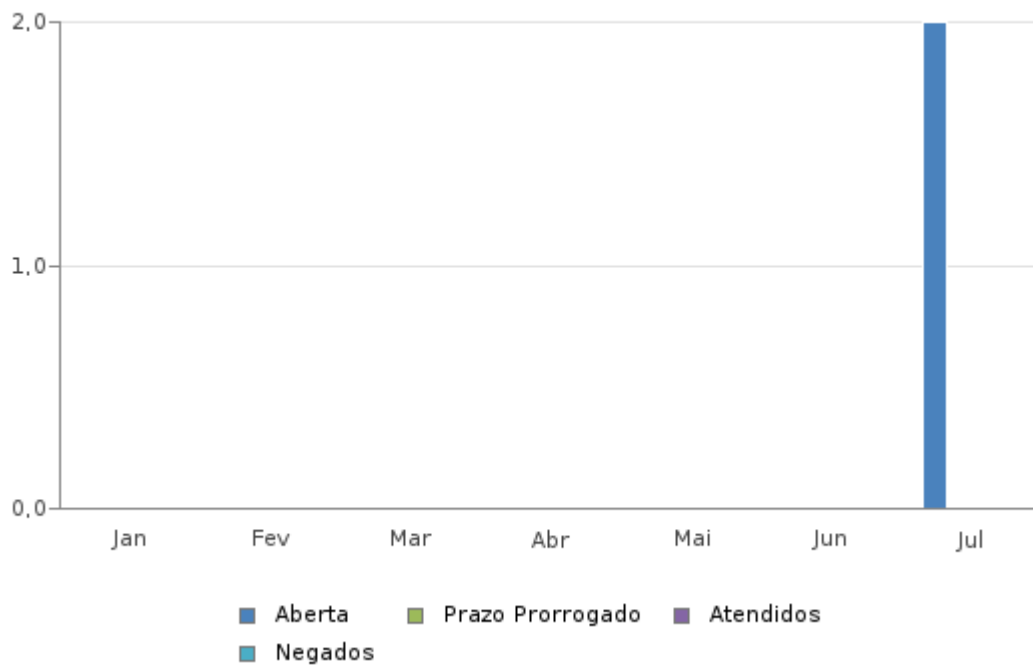 2,0
1,0
0,0
Jan Fev Mar Abr Mai Jun Jul
Aberta Prazo Prorrogado Atendidos
Negados